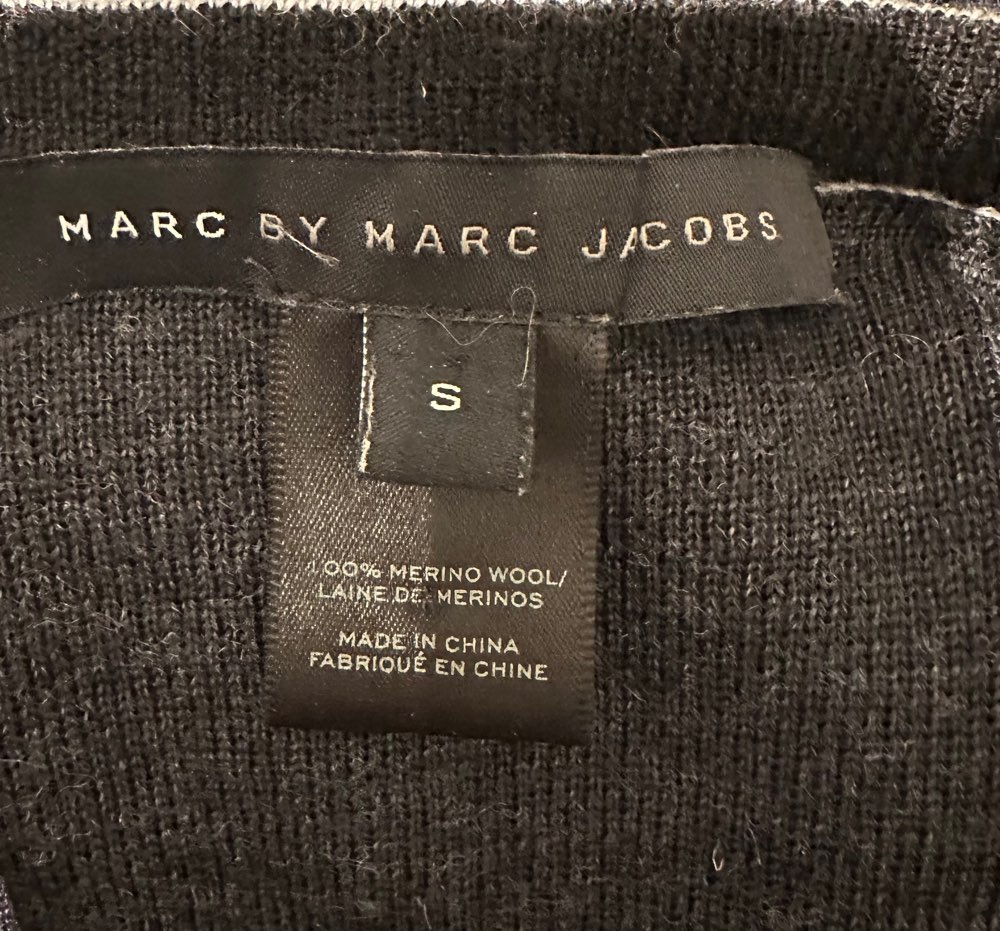 MARC BY MARC JACOBS
S
100% MERINO WOOL/
LAINE DE MERINOS
MADE IN CHINA
FABRIQUÉ EN CHINE